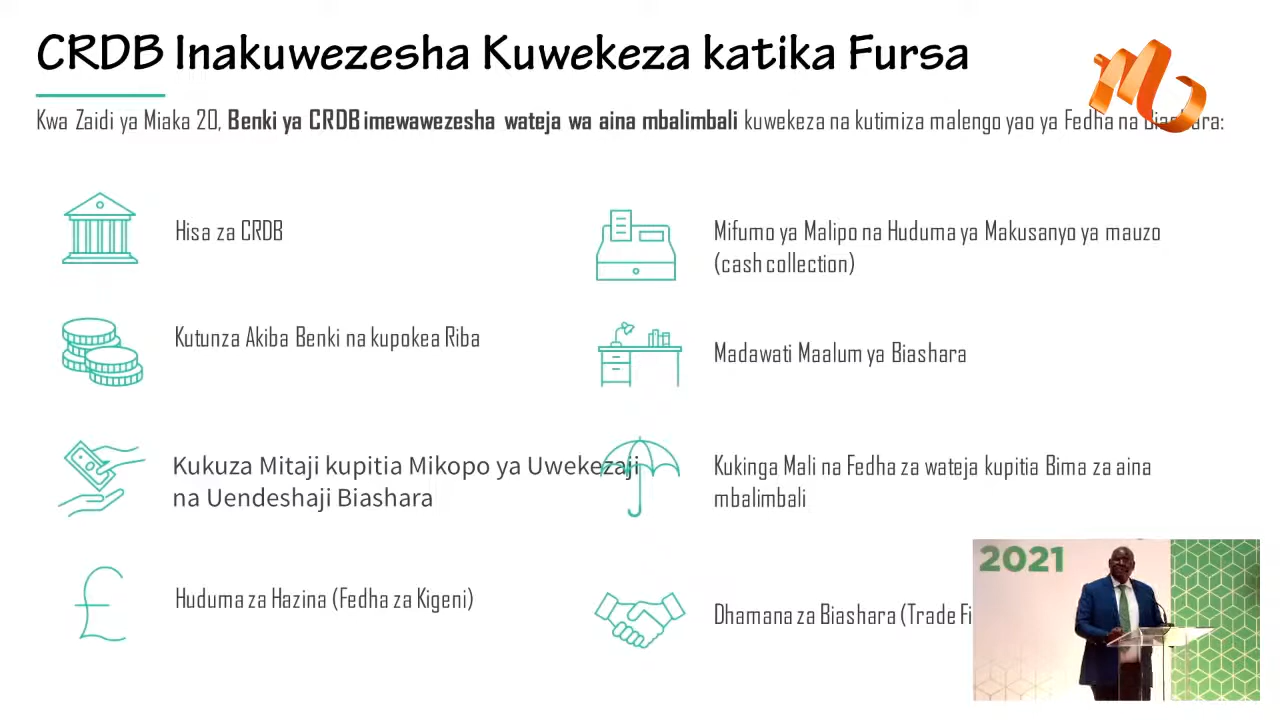 CRDB Inakuwezesha Kuwekeza katika Fursa
Kwa Zaidi ya Miaka 20, Benki ya CRDB imewawezesha wateja wa aina mbalimbali kuwekeza na kutimiza malengo yao ya Fedha na Biashara:
Hisa za CRDB
Kutunza Akiba Benki na kupokea Riba
Kukuza Mitaji kupitia Mikopo ya Uwekezaji
na Uendeshaji Biashara
Huduma za Hazina (Fedha za Kigeni)
Mifumo ya Malipo na Huduma ya Makusanyo ya mauzo
(cash collection)
Madawati Maalum ya Biashara
Kukinga Mali na Fedha za wateja kupitia Bima za aina
mbalimbali
Dhamana za Biashara (Trade
2021